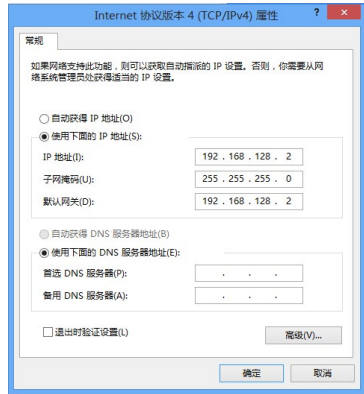 Internet 协议版本 4 (TCP/IPv4) 属性 ? x
常规
如果网络支持此功能，则可以获取自动指派的 IP 设置。否则，你需要从网
络系统管理员处获得适当的 IP 设置。
自动获得 IP 地址(O)
使用下面的 IP 地址(S):
IP 地址(I): 192 . 168 . 128 . 2
子网掩码(U): 255 . 255 . 255 . 0
默认网关(D): 192 . 168 . 128 . 2
自动获得 DNS 服务器地址(B)
使用下面的 DNS 服务器地址(E):
首选 DNS 服务器(P): . . .
备用 DNS 服务器(A): . . .
退出时验证设置(L)
高级(V)...
确定 取消